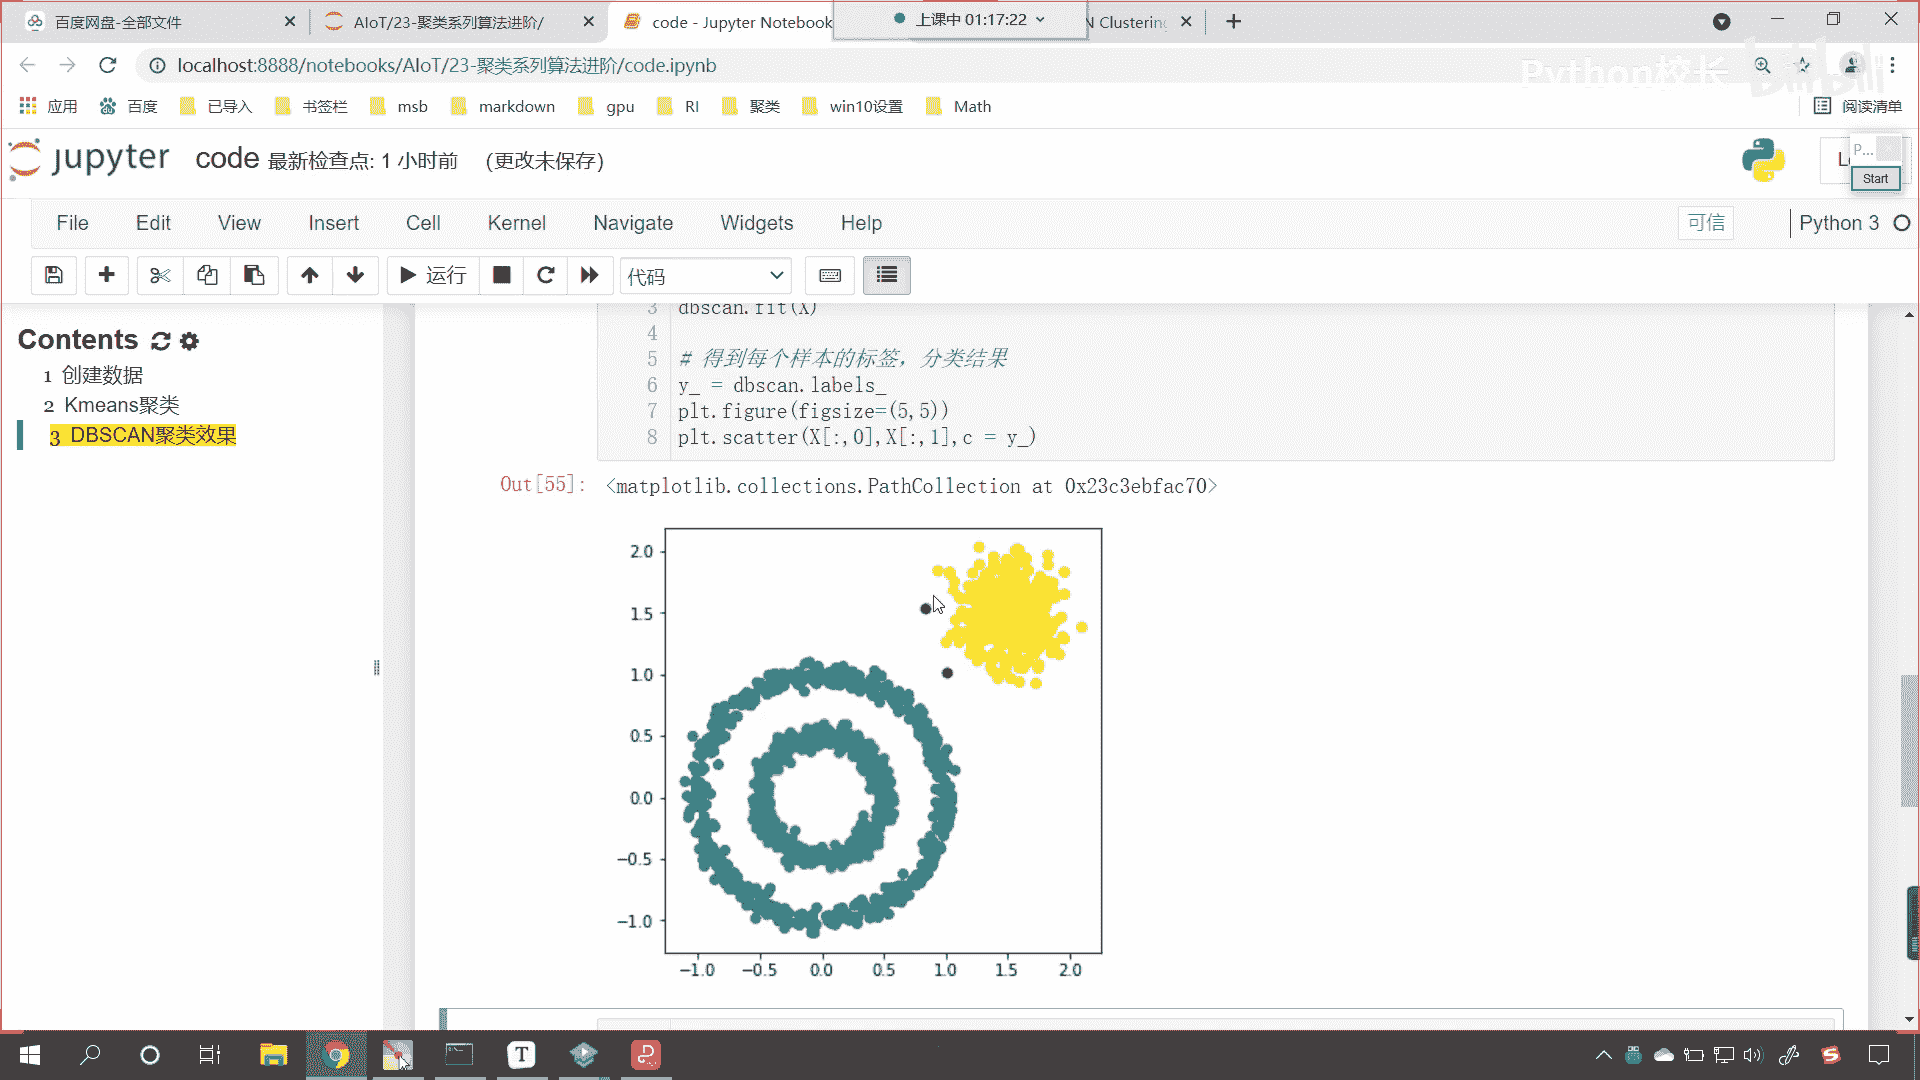 百度网盘-全部文件
AIoT/23-聚类系列算法进阶/
code - Jupyter Notebook
上课中 01:17:22
N Clustering
localhost:8888/notebooks/AIoT/23-聚类系列算法进阶/code.ipynb
Python校长
bilibili
应用 百度 已导入 书签栏 msb markdown gpu RI 聚类 win10设置 Math 阅读清单
jupyter code 最新检查点: 1 小时前 (更改未保存)
P...
Start
File Edit View Insert Cell Kernel Navigate Widgets Help 可信 Python 3
运行 代码
Contents
1 创建数据
2 Kmeans聚类
3 DBSCAN聚类效果
3 dbscan.fit(X)
4
5 # 得到每个样本的标签，分类结果
6 y_ = dbscan.labels_
7 plt.figure(figsize=(5,5))
8 plt.scatter(X[:,0],X[:,1],c = y_)
Out[55]: <matplotlib.collections.PathCollection at 0x23c3ebfac70>
2.0
1.5
1.0
0.5
0.0
−0.5
−1.0
−1.0 −0.5 0.0 0.5 1.0 1.5 2.0